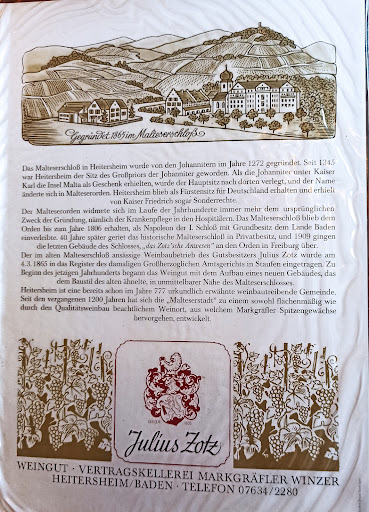 Gegründet 1865 im Malteserschloß
Das Malteserschloß in Heitersheim wurde von den Johannitern im Jahre 1272 gegründet. Seit 1345
war Heitersheim der Sitz des Großpriors der Johanniter geworden. Als die Johanniter unter Kaiser
Karl die Insel Malta als Geschenk erhielten, wurde der Hauptsitz nach dorten verlegt, und der Name
änderte sich in Malteserorden. Heitersheim blieb als Fürstensitz für Deutschland erhalten und erhielt
von Kaiser Friedrich sogar Sonderrechte.
Der Malteserorden widmete sich im Laufe der Jahrhunderte immer mehr dem ursprünglichen
Zweck der Gründung, nämlich der Krankenpflege in den Hospitälern. Das Malteserschloß blieb dem
Orden bis zum Jahre 1806 erhalten, als Napoleon der I. Schloß mit Grundbesitz dem Lande Baden
einverleibte. 40 Jahre später geriet das historische Malteserschloß in Privatbesitz, und 1909 gingen
die letzten Gebäude des Schlosses, „das Zotz'sche Anwesen" an den Orden in Freiburg über.
Der im alten Malteserschloß ansässige Weinbaubetrieb des Gutsbesitzers Julius Zotz wurde am
4.3.1865 in das Register des damaligen Großherzoglichen Amtsgerichts in Staufen eingetragen. Zu
Beginn des jetzigen Jahrhunderts begann das Weingut mit dem Aufbau eines neuen Gebäudes, das
dem Baustil des alten ähnelte, in unmittelbarer Nähe des Malteserschlosses.
Heitersheim ist eine bereits schon im Jahre 777 urkundlich erwähnte weinbautreibende Gemeinde.
Seit den vergangenen 1200 Jahren hat sich die „Malteserstadt" zu einem sowohl flächenmäßig wie
durch den Qualitätsweinbau beachtlichen Weinort, aus welchem Markgräfler Spitzengewächse
hervorgehen, entwickelt.
Julius Zotz
WEINGUT · VERTRAGSKELLEREI MARKGRÄFLER WINZER
HEITERSHEIM/BADEN · TELEFON 07634/2280